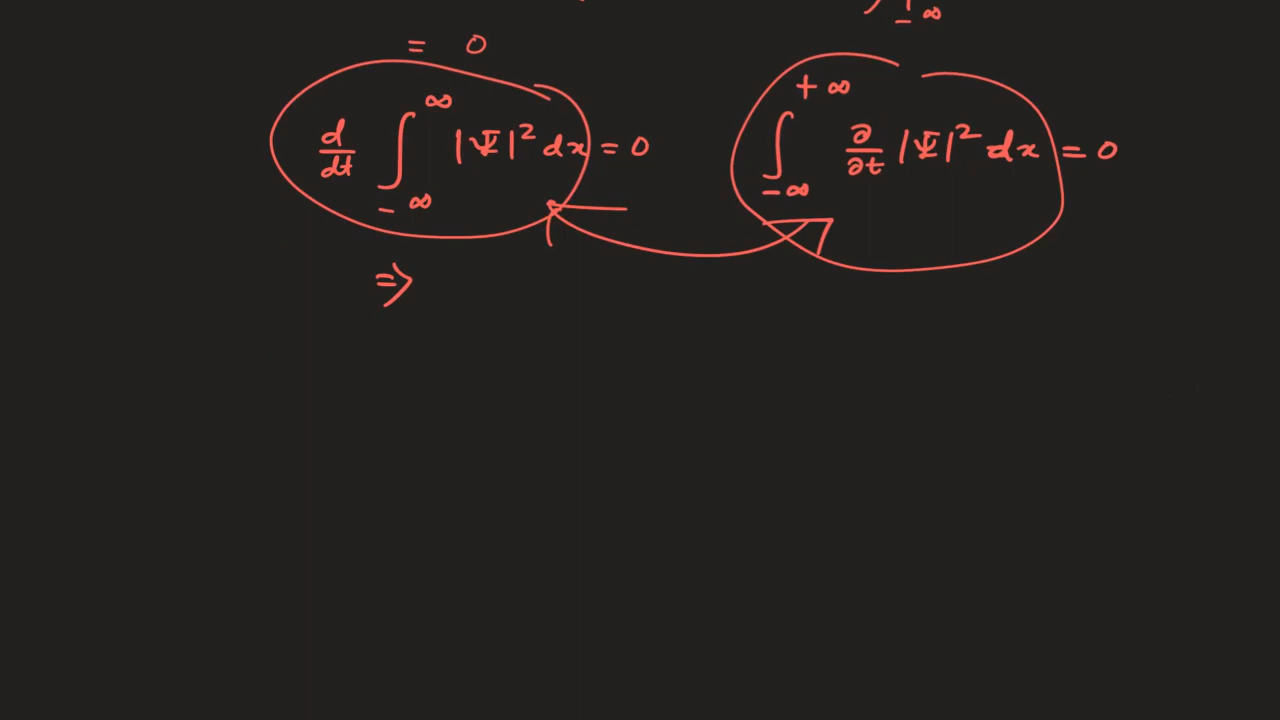 − ∞
= 0
d/dt ∫_{-∞}^{∞} |Ψ|² dx = 0 ∫_{-∞}^{+∞} ∂/∂t |Ψ|² dx = 0
⇒